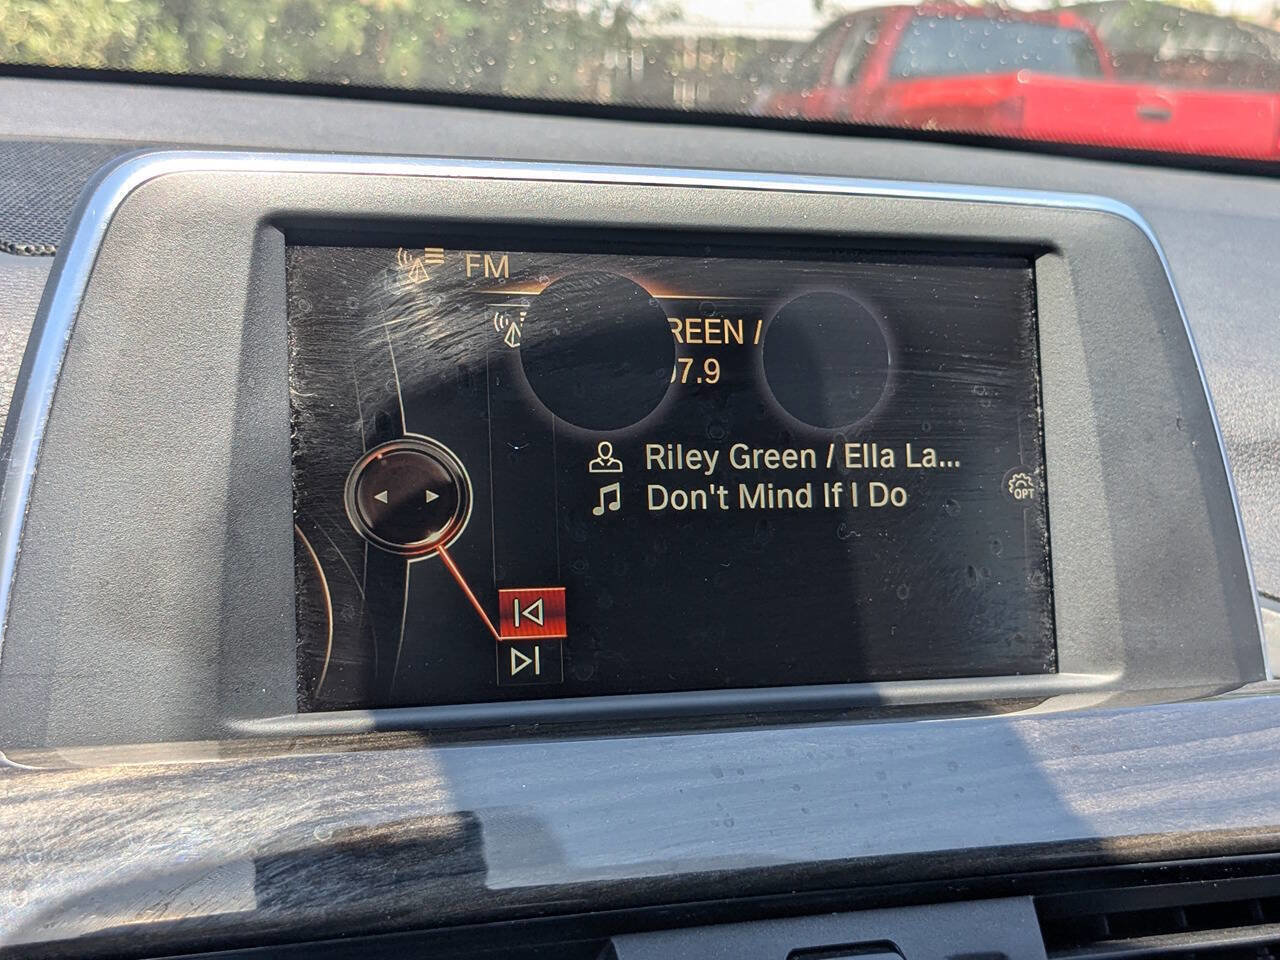 FM
REEN /
7.9
Riley Green / Ella La...
Don't Mind If I Do
OPT